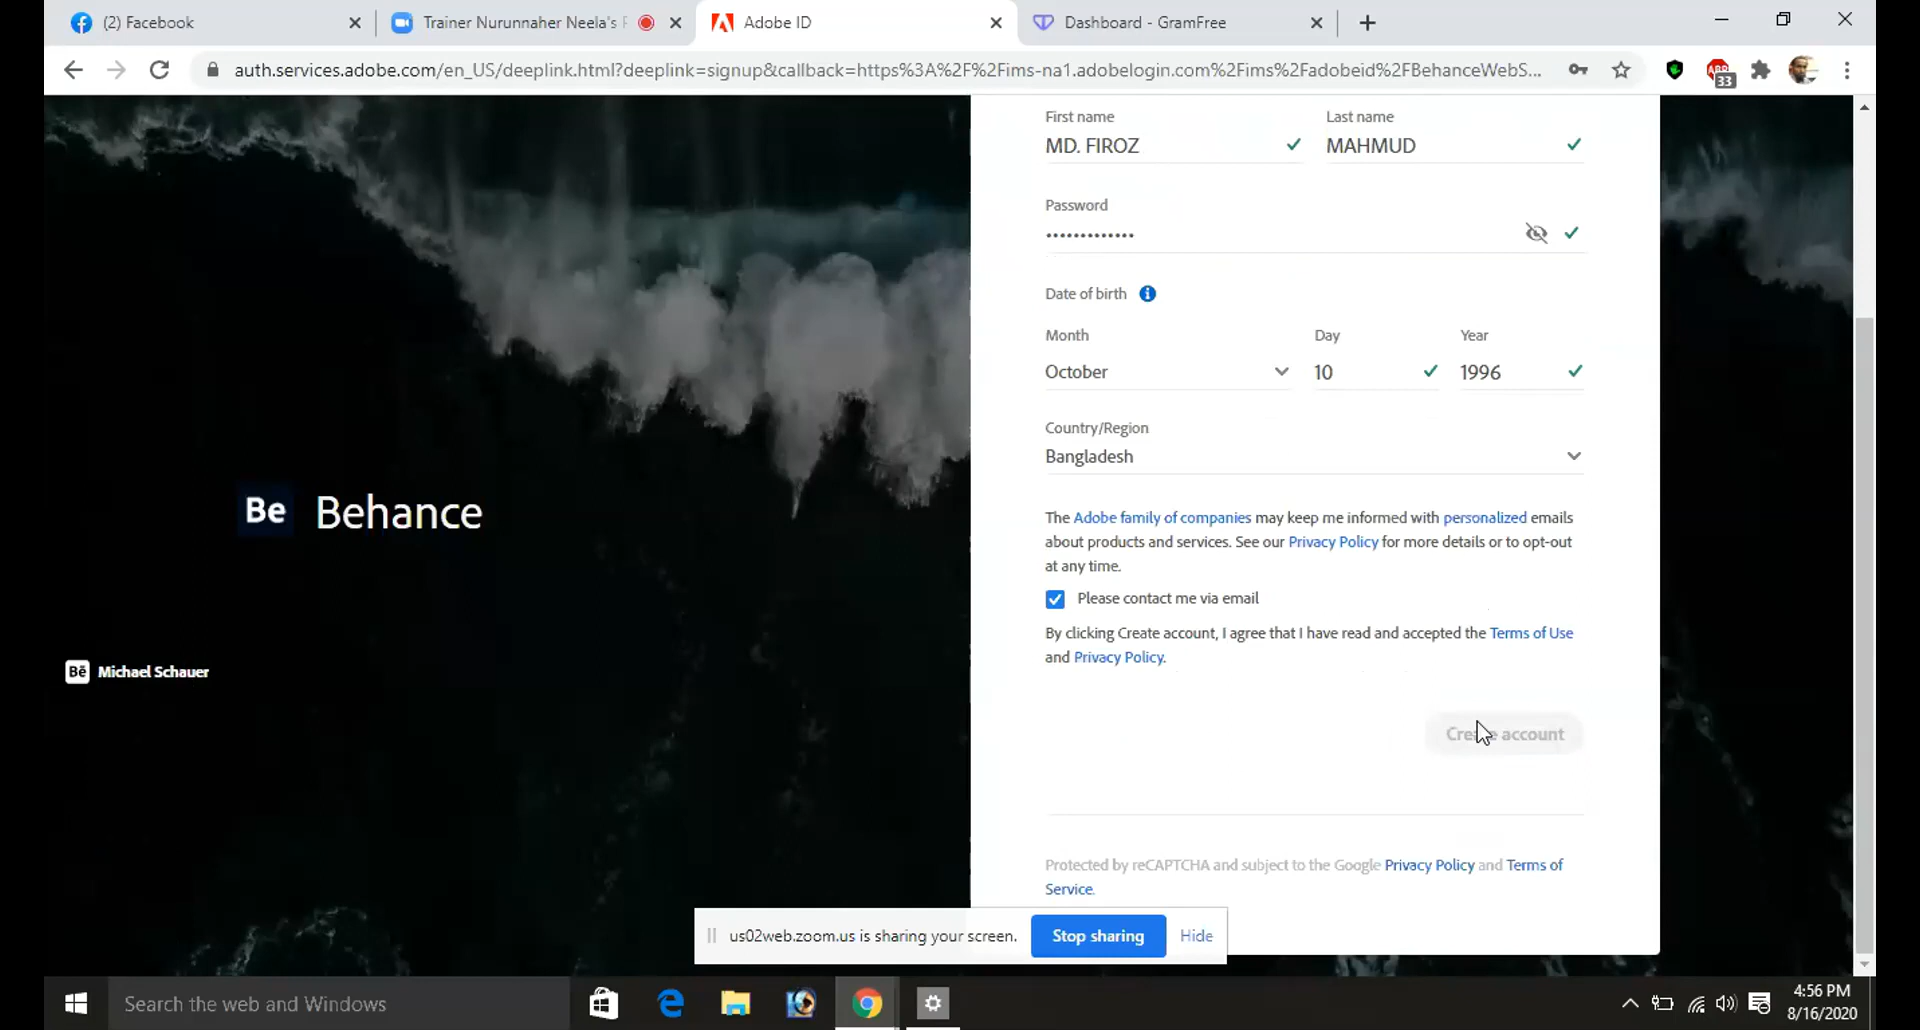 (2) Facebook
Trainer Nurunnaher Neela's
Adobe ID
Dashboard - GramFree
auth.services.adobe.com/en_US/deeplink.html?deeplink=signup&callback=https%3A%2F%2Fims-na1.adobelogin.com%2Fims%2Fadobeid%2FBehanceWebS...
33
First name
Last name
MD. FIROZ
MAHMUD
Password
•••••••••••••
Date of birth
Month
Day
Year
October
10
1996
Country/Region
Bangladesh
Be Behance
The Adobe family of companies may keep me informed with personalized emails
about products and services. See our Privacy Policy for more details or to opt-out
at any time.
Please contact me via email
By clicking Create account, I agree that I have read and accepted the Terms of Use
and Privacy Policy.
Bē Michael Schauer
Create account
Protected by reCAPTCHA and subject to the Google Privacy Policy and Terms of
Service.
us02web.zoom.us is sharing your screen.
Stop sharing
Hide
Search the web and Windows
4:56 PM
8/16/2020